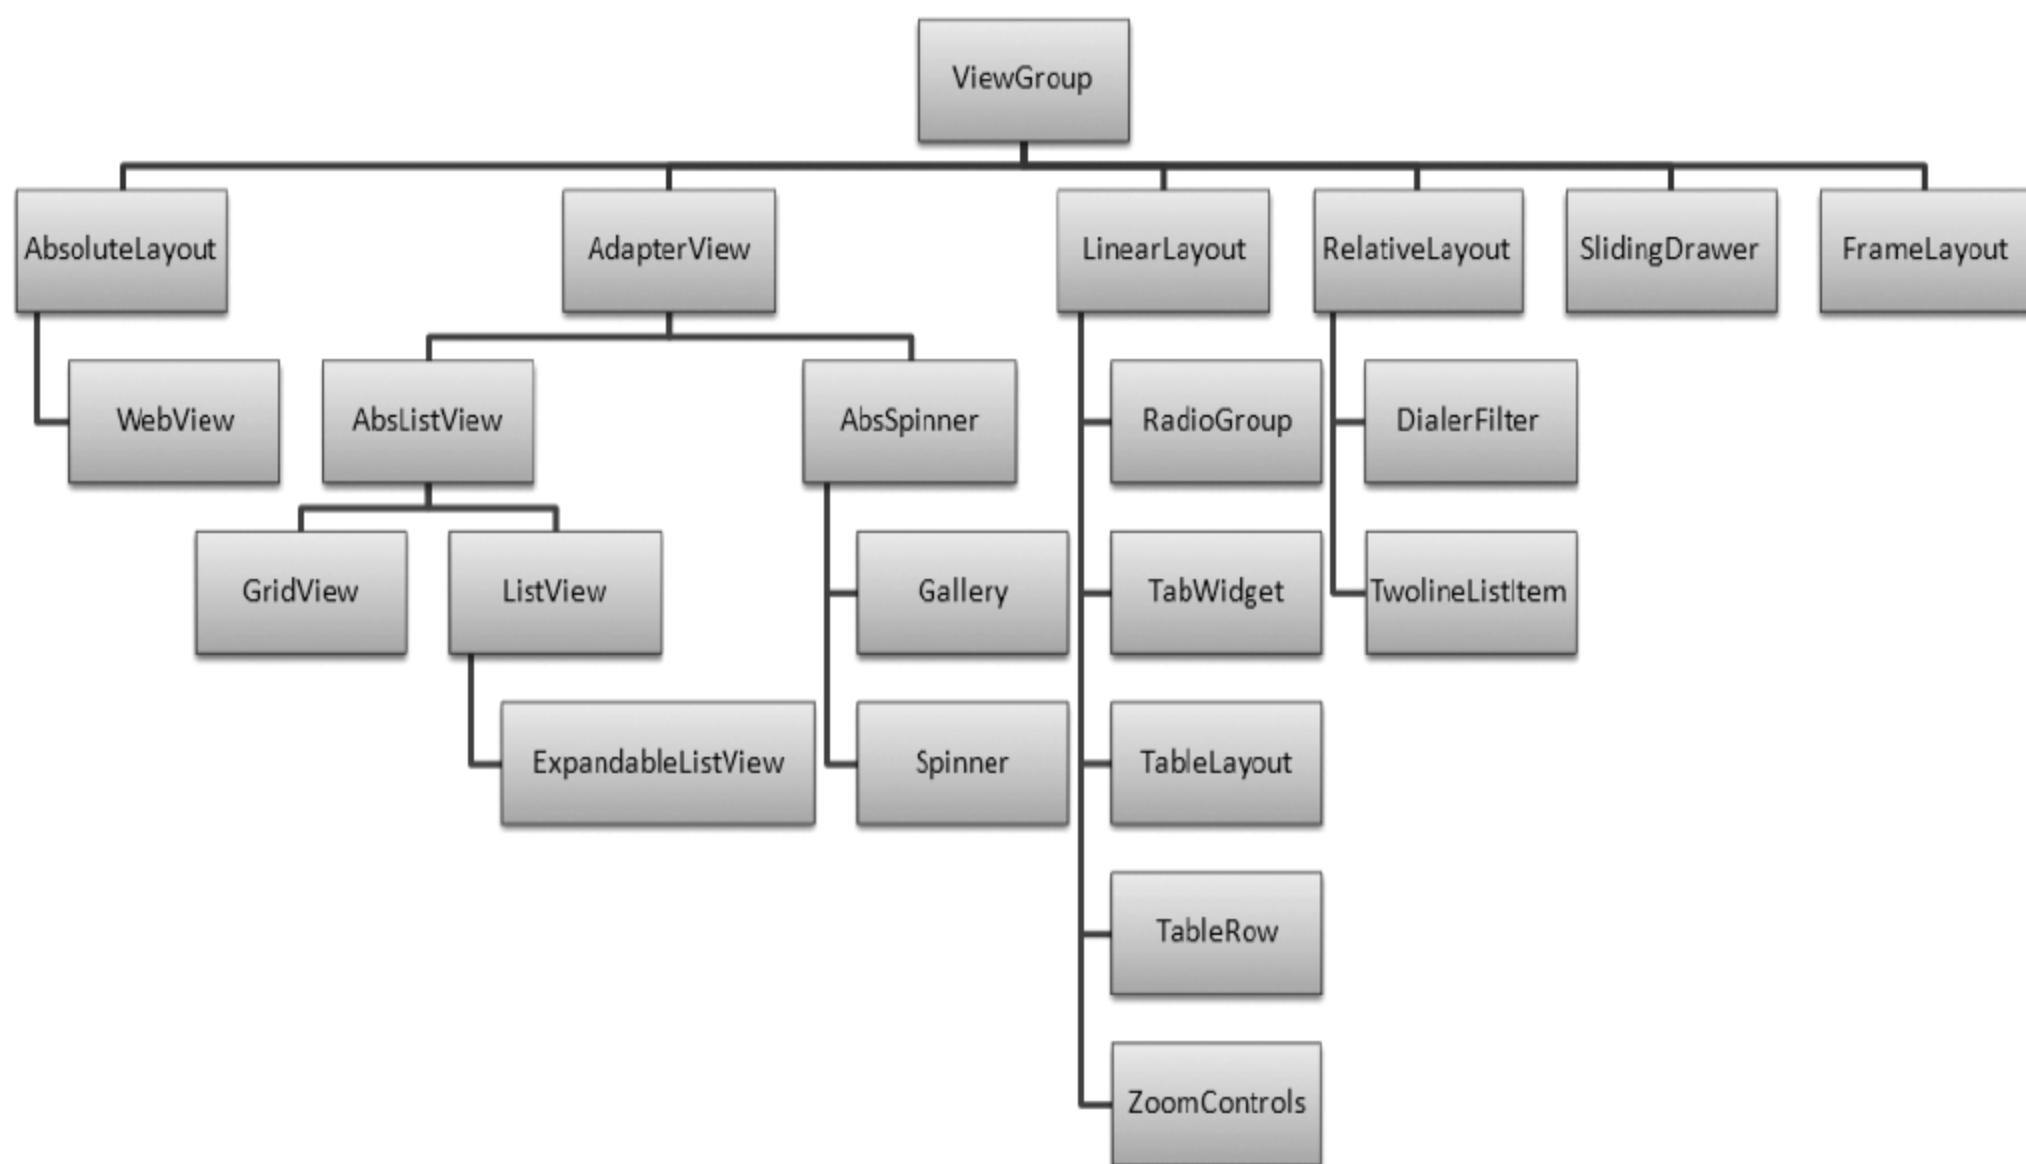 ViewGroup
AbsoluteLayout
AdapterView
LinearLayout
RelativeLayout
SlidingDrawer
FrameLayout
WebView
AbsListView
AbsSpinner
RadioGroup
DialerFilter
GridView
ListView
Gallery
TabWidget
TwolineListItem
ExpandableListView
Spinner
TableLayout
TableRow
ZoomControls